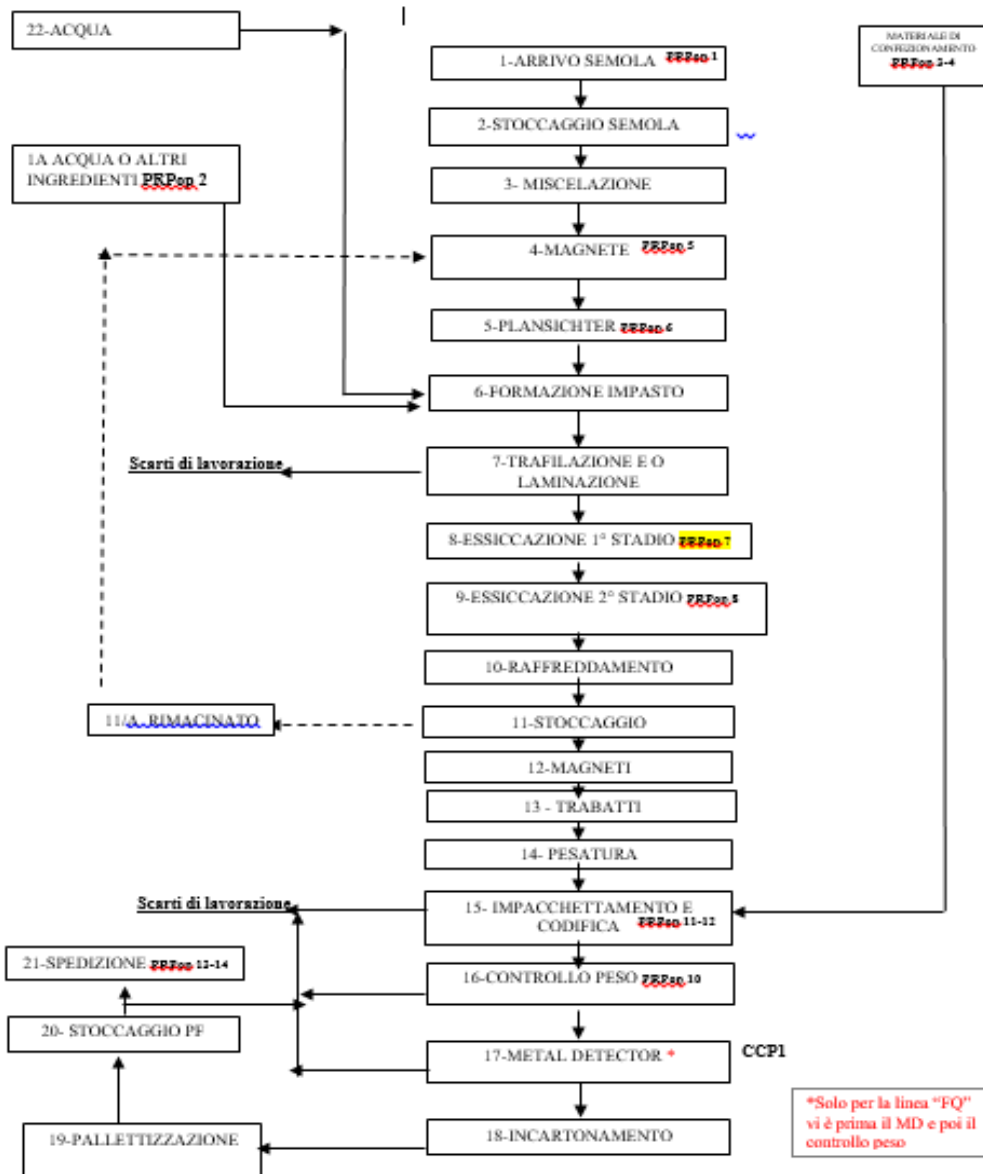 22-ACQUA
MATERIALE DI
CONFEZIONAMENTO
PRPop 3-4
1-ARRIVO SEMOLA PRPop 1
2-STOCCAGGIO SEMOLA
1A ACQUA O ALTRI
INGREDIENTI PRPop 2
3- MISCELAZIONE
4-MAGNETE PRPop 5
5-PLANSICHTER PRPop 6
6-FORMAZIONE IMPASTO
Scarti di lavorazione
7-TRAFILAZIONE E O
LAMINAZIONE
8-ESSICCAZIONE 1° STADIO PRPop 7
9-ESSICCAZIONE 2° STADIO PRPop 8
10-RAFFREDDAMENTO
11/A- RIMACINATO
11-STOCCAGGIO
12-MAGNETI
13 - TRABATTI
14- PESATURA
Scarti di lavorazione
15- IMPACCHETTAMENTO E
CODIFICA PRPop 11-12
21-SPEDIZIONE PRPop 13-14
16-CONTROLLO PESO PRPop 10
20- STOCCAGGIO PF
17-METAL DETECTOR *
CCP1
*Solo per la linea “FQ”
vi è prima il MD e poi il
controllo peso
19-PALLETTIZZAZIONE
18-INCARTONAMENTO